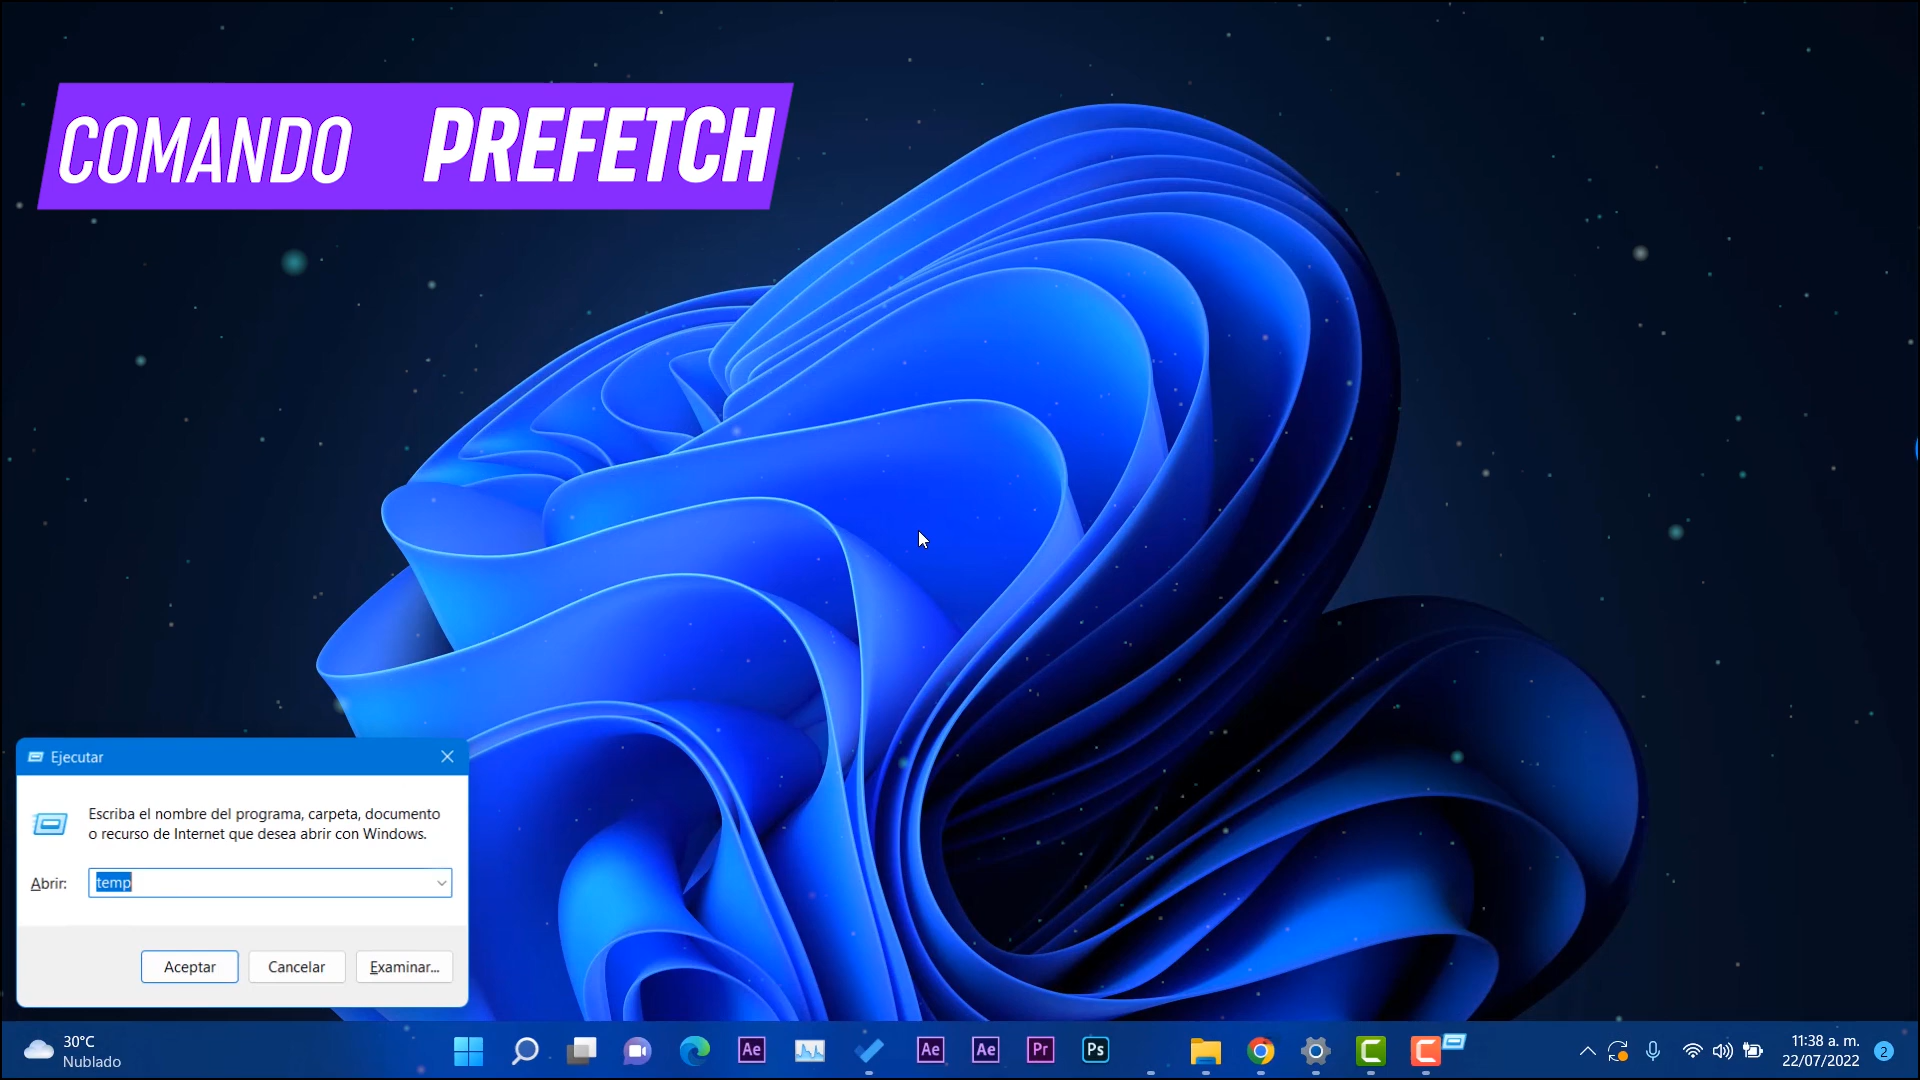 COMANDO PREFETCH
Ejecutar
Escriba el nombre del programa, carpeta, documento
o recurso de Internet que desea abrir con Windows.
Abrir: temp
Aceptar Cancelar Examinar...
30°C
Nublado
Ae Ae Ae Pr Ps
11:38 a. m.
22/07/2022
2